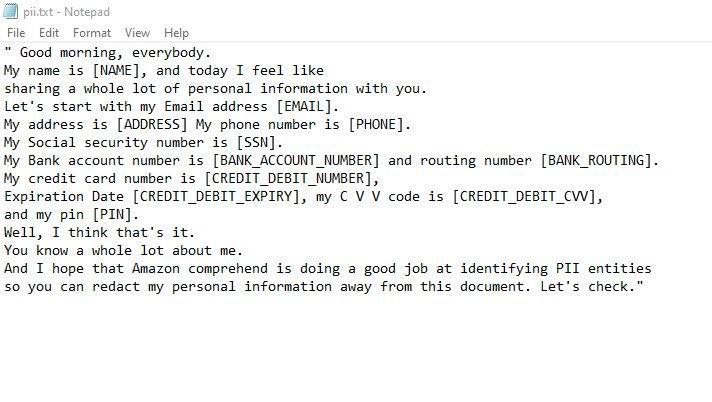 pii.txt - Notepad
File Edit Format View Help
" Good morning, everybody.
My name is [NAME], and today I feel like
sharing a whole lot of personal information with you.
Let's start with my Email address [EMAIL].
My address is [ADDRESS] My phone number is [PHONE].
My Social security number is [SSN].
My Bank account number is [BANK_ACCOUNT_NUMBER] and routing number [BANK_ROUTING].
My credit card number is [CREDIT_DEBIT_NUMBER],
Expiration Date [CREDIT_DEBIT_EXPIRY], my C V V code is [CREDIT_DEBIT_CVV],
and my pin [PIN].
Well, I think that's it.
You know a whole lot about me.
And I hope that Amazon comprehend is doing a good job at identifying PII entities
so you can redact my personal information away from this document. Let's check."